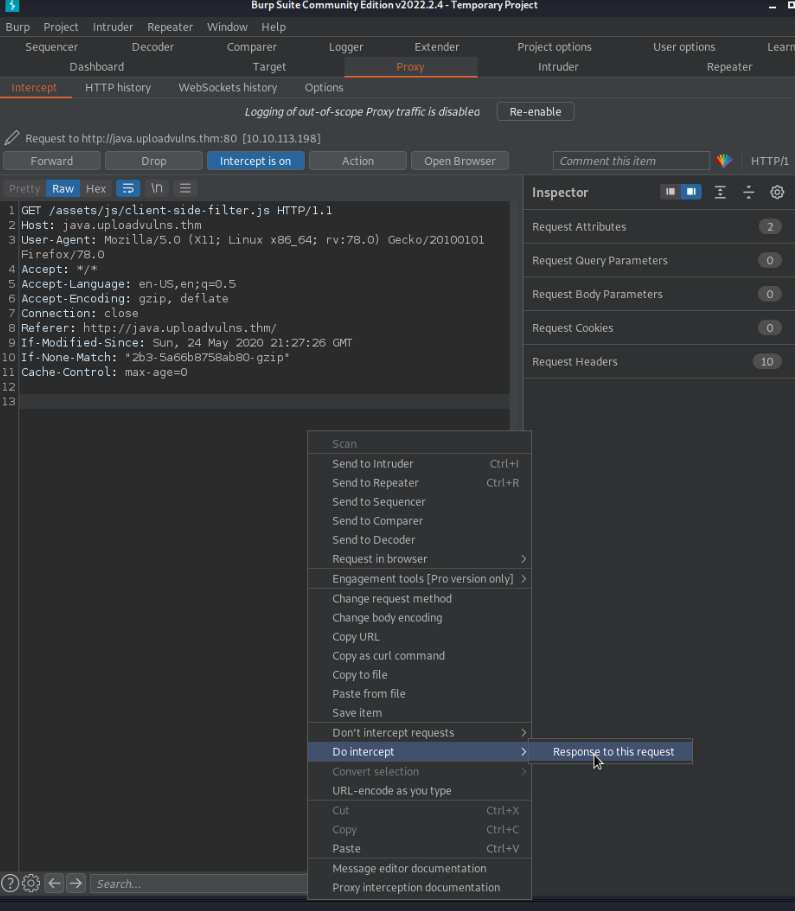 Burp Suite Community Edition v2022.2.4 - Temporary Project
Burp Project Intruder Repeater Window Help
Sequencer Decoder Comparer Logger Extender Project options User options Learn
Dashboard Target Proxy Intruder Repeater
Intercept HTTP history WebSockets history Options
Logging of out-of-scope Proxy traffic is disabled Re-enable
Request to http://java.uploadvulns.thm:80 [10.10.113.198]
Forward Drop Intercept is on Action Open Browser Comment this item HTTP/1
Pretty Raw Hex \n
Inspector
1 GET /assets/js/client-side-filter.js HTTP/1.1
2 Host: java.uploadvulns.thm
3 User-Agent: Mozilla/5.0 (X11; Linux x86_64; rv:78.0) Gecko/20100101
Firefox/78.0
4 Accept: */*
5 Accept-Language: en-US,en;q=0.5
6 Accept-Encoding: gzip, deflate
7 Connection: close
8 Referer: http://java.uploadvulns.thm/
9 If-Modified-Since: Sun, 24 May 2020 21:27:26 GMT
10 If-None-Match: "2b3-5a66b8758ab80-gzip"
11 Cache-Control: max-age=0
12
13
Request Attributes 2
Request Query Parameters 0
Request Body Parameters 0
Request Cookies 0
Request Headers 10
Scan
Send to Intruder Ctrl+I
Send to Repeater Ctrl+R
Send to Sequencer
Send to Comparer
Send to Decoder
Request in browser
Engagement tools [Pro version only]
Change request method
Change body encoding
Copy URL
Copy as curl command
Copy to file
Paste from file
Save item
Don't intercept requests
Do intercept
Response to this request
Convert selection
URL-encode as you type
Cut Ctrl+X
Copy Ctrl+C
Paste Ctrl+V
Message editor documentation
Proxy interception documentation
Search...